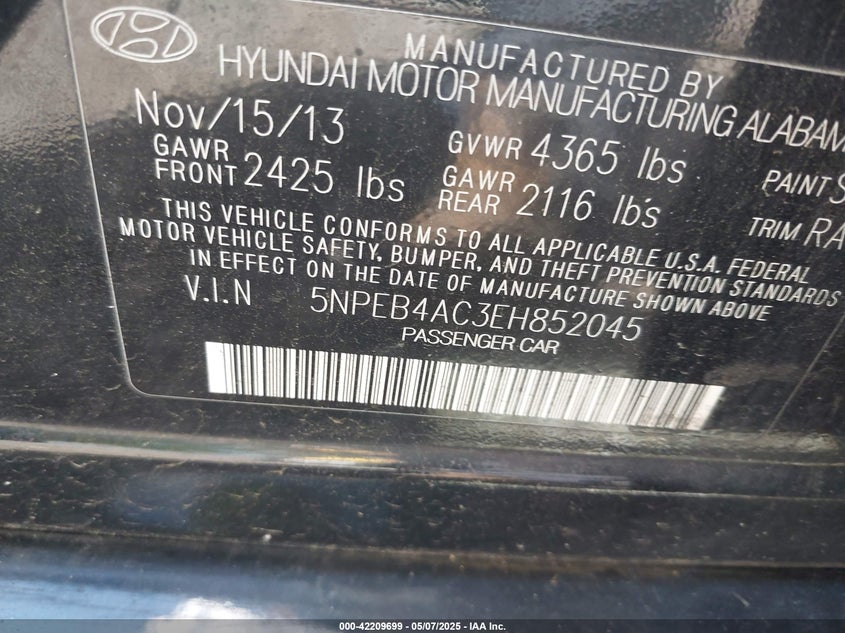 MANUFACTURED BY
HYUNDAI MOTOR MANUFACTURING ALABAM
Nov/15/13 GVWR 4365 lbs PAINT S
GAWR FRONT 2425 lbs GAWR REAR 2116 lbs TRIM RA
THIS VEHICLE CONFORMS TO ALL APPLICABLE U.S.A. FEDERAL
MOTOR VEHICLE SAFETY, BUMPER, AND THEFT PREVENTION STANDARDS
IN EFFECT ON THE DATE OF MANUFACTURE SHOWN ABOVE
V.I.N 5NPEB4AC3EH852045
PASSENGER CAR
000-42209699 — 05/07/2025 — IAA Inc.